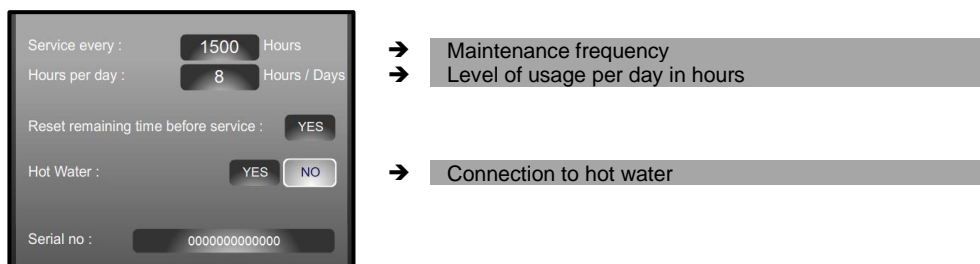 Service every : 1500 Hours ➔ Maintenance frequency
Hours per day : 8 Hours / Days ➔ Level of usage per day in hours
Reset remaining time before service : YES
Hot Water : YES NO ➔ Connection to hot water
Serial no : 0000000000000